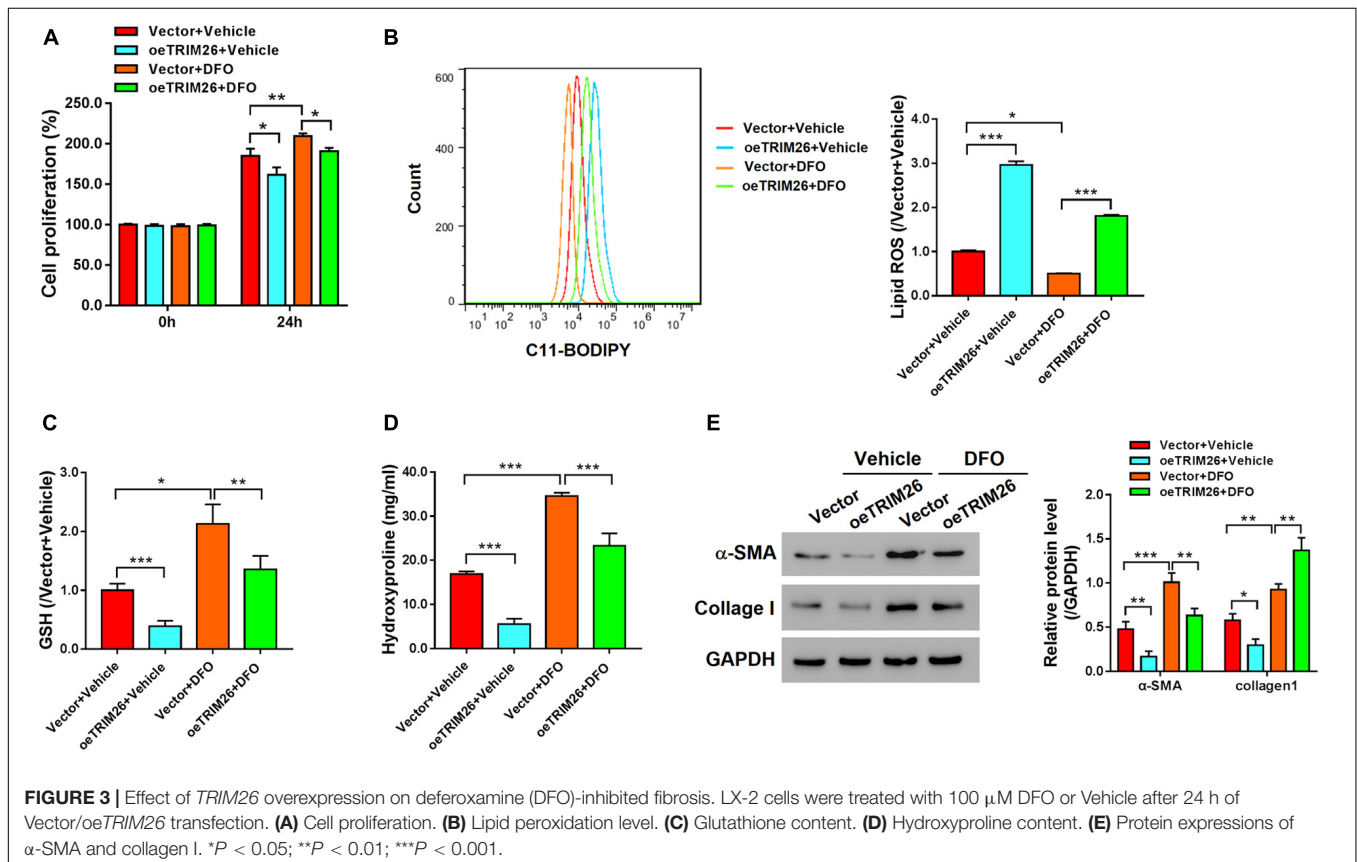 A
Vector+Vehicle
oeTRIM26+Vehicle
Vector+DFO
oeTRIM26+DFO
Cell proliferation (%)
250.0
200.0
150.0
100.0
50.0
0.0
** 
* *
0h 24h
B
Count
600
400
200
0
10^1 10^2 10^3 10^4 10^5 10^6 10^7
C11-BODIPY
Vector+Vehicle
oeTRIM26+Vehicle
Vector+DFO
oeTRIM26+DFO
Lipid ROS (/Vector+Vehicle)
4.0
3.0
2.0
1.0
0.0
*
***
***
Vector+Vehicle
oeTRIM26+Vehicle
Vector+DFO
oeTRIM26+DFO
C
GSH (/Vector+Vehicle)
3.0
2.0
1.0
0.0
* **
***
Vector+Vehicle
oeTRIM26+Vehicle
Vector+DFO
oeTRIM26+DFO
D
Hydroxyproline (mg/ml)
40.0
30.0
20.0
10.0
0.0
*** ***
***
Vector+Vehicle
oeTRIM26+Vehicle
Vector+DFO
oeTRIM26+DFO
E
Vehicle DFO
Vector oeTRIM26 Vector oeTRIM26
α-SMA
Collage I
GAPDH
Vector+Vehicle
oeTRIM26+Vehicle
Vector+DFO
oeTRIM26+DFO
Relative protein level
(/GAPDH)
2.0
1.5
1.0
0.5
0.0
** **
*** **
** *
α-SMA collagen1
FIGURE 3 | Effect of TRIM26 overexpression on deferoxamine (DFO)-inhibited fibrosis. LX-2 cells were treated with 100 μM DFO or Vehicle after 24 h of
Vector/oeTRIM26 transfection. (A) Cell proliferation. (B) Lipid peroxidation level. (C) Glutathione content. (D) Hydroxyproline content. (E) Protein expressions of
α-SMA and collagen I. *P < 0.05; **P < 0.01; ***P < 0.001.